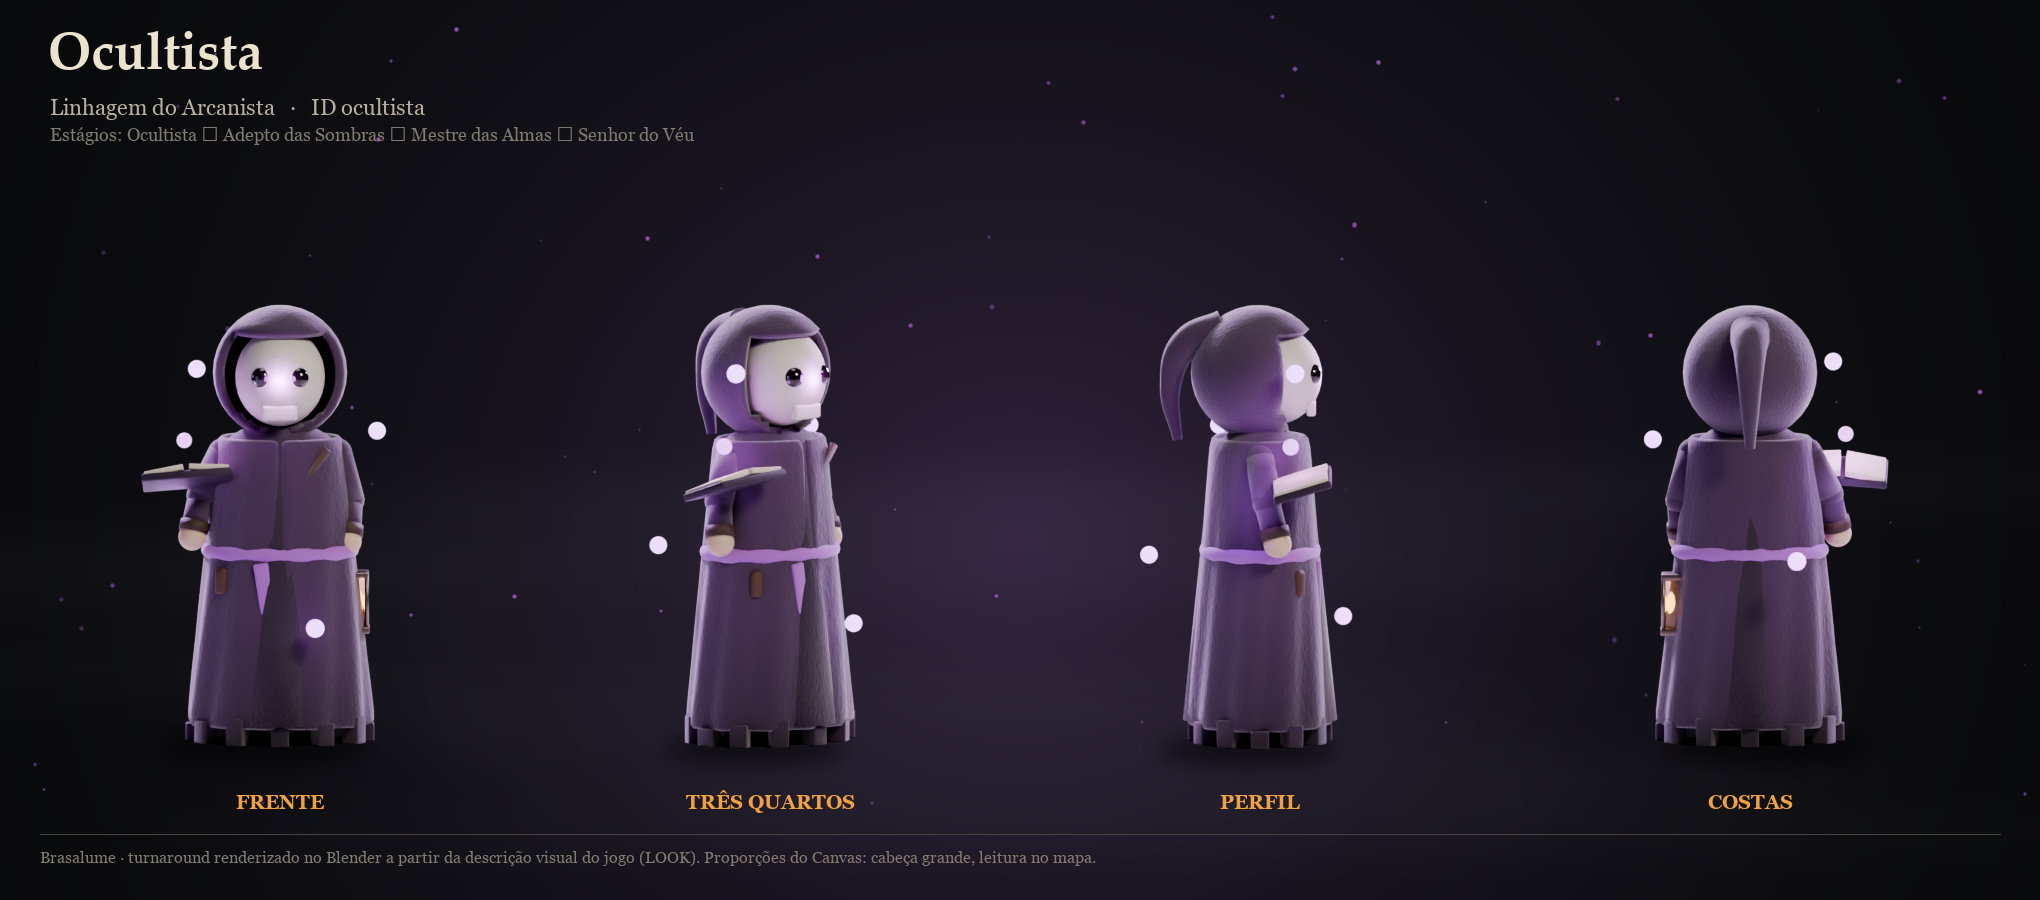 Ocultista
Linhagem do Arcanista · ID ocultista
Estágios: Ocultista □ Adepto das Sombras □ Mestre das Almas □ Senhor do Véu
FRENTE
TRÊS QUARTOS
PERFIL
COSTAS
Brasalume · turnaround renderizado no Blender a partir da descrição visual do jogo (LOOK). Proporções do Canvas: cabeça grande, leitura no mapa.